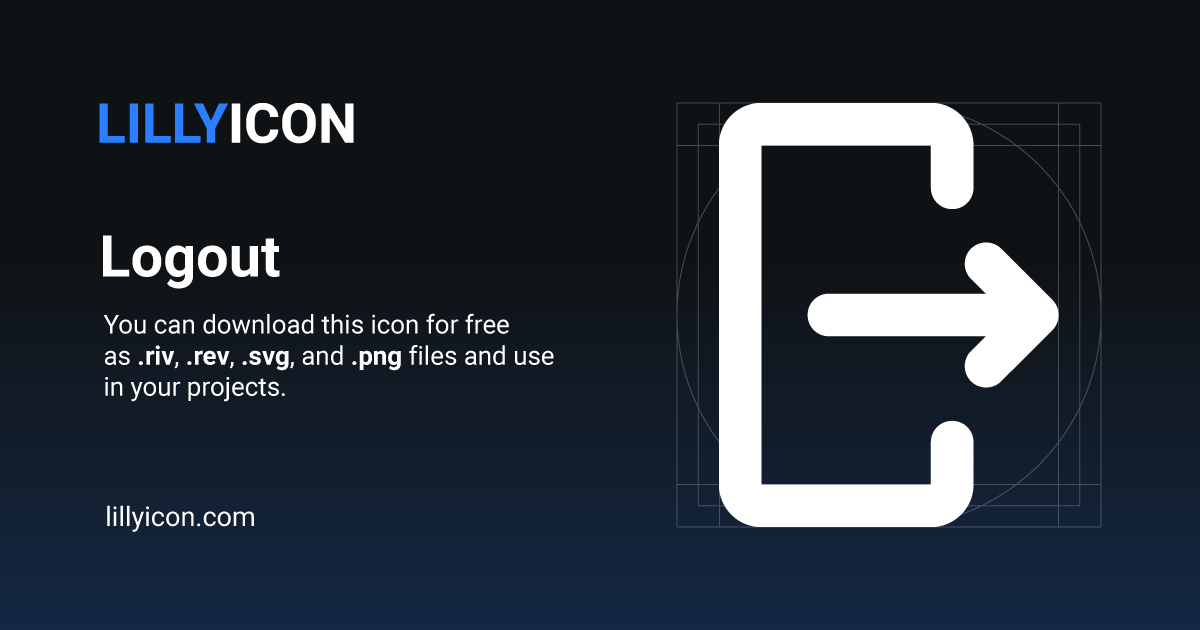 LILLYICON
Logout
You can download this icon for free
as .riv, .rev, .svg, and .png files and use
in your projects.
lillyicon.com